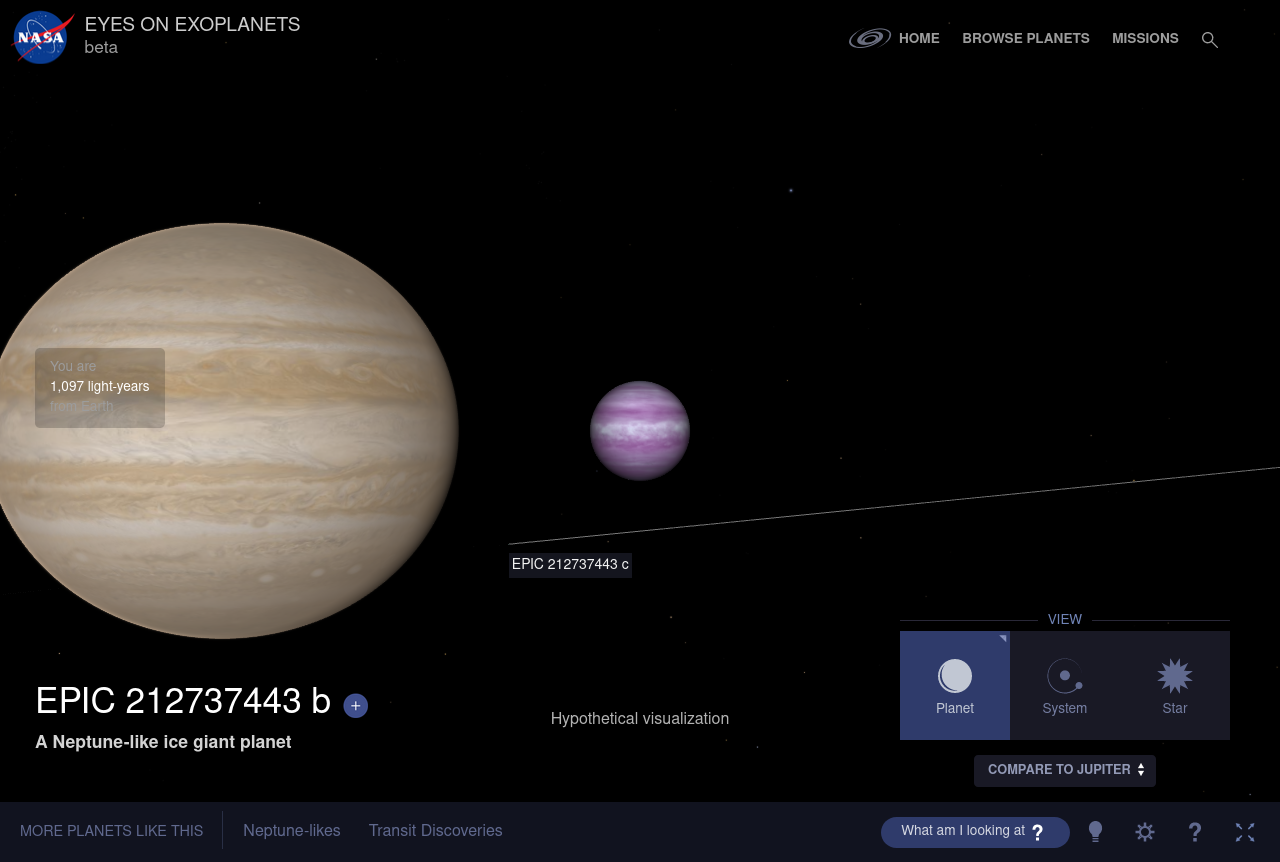 NASA
EYES ON EXOPLANETS
beta
HOME
BROWSE PLANETS
MISSIONS
You are
1,097 light-years
from Earth
EPIC 212737443 c
VIEW
Planet
System
Star
EPIC 212737443 b +
A Neptune-like ice giant planet
Hypothetical visualization
COMPARE TO JUPITER
MORE PLANETS LIKE THIS
Neptune-likes
Transit Discoveries
What am I looking at ?
?